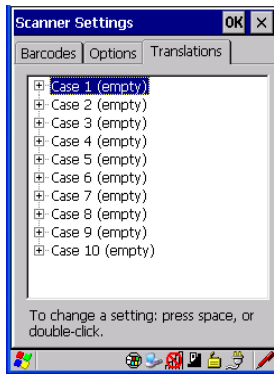 Scanner Settings OK ×
Barcodes Options Translations
Case 1 (empty)
Case 2 (empty)
Case 3 (empty)
Case 4 (empty)
Case 5 (empty)
Case 6 (empty)
Case 7 (empty)
Case 8 (empty)
Case 9 (empty)
Case 10 (empty)
To change a setting: press space, or
double-click.